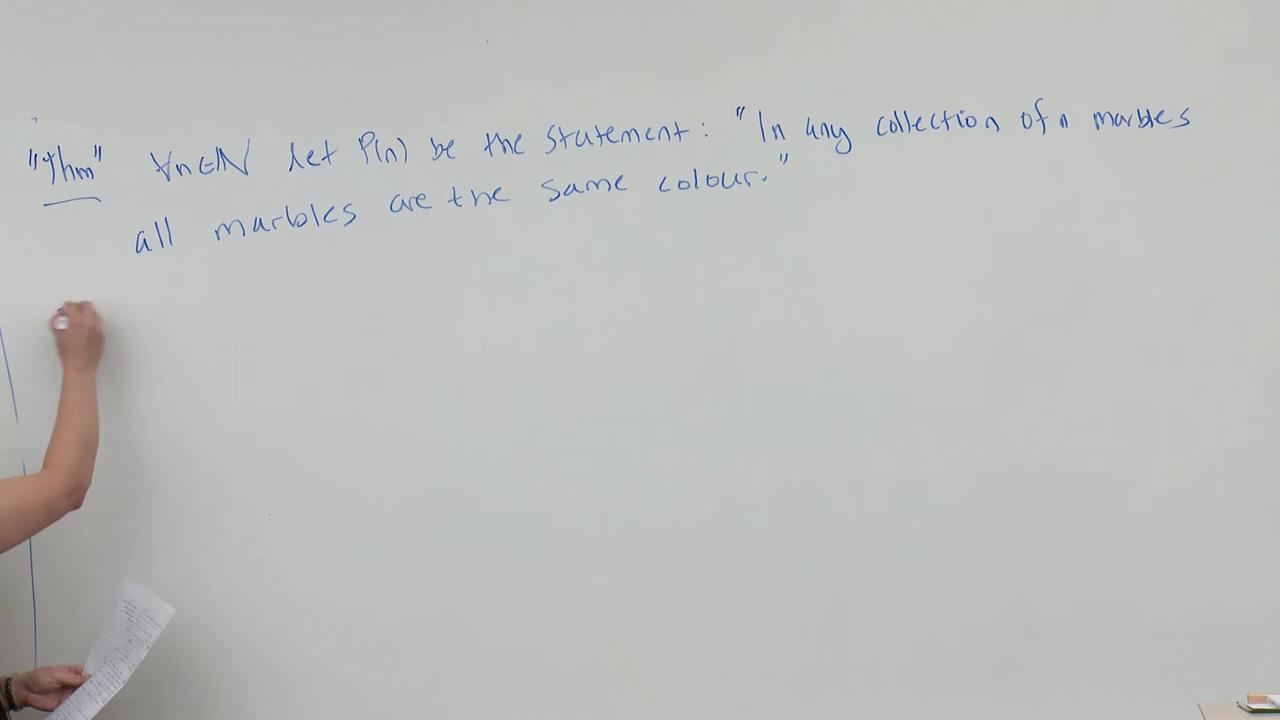 "Thm" ∀n∈ℕ let P(n) be the statement: "In any collection of n marbles
all marbles are the same colour."